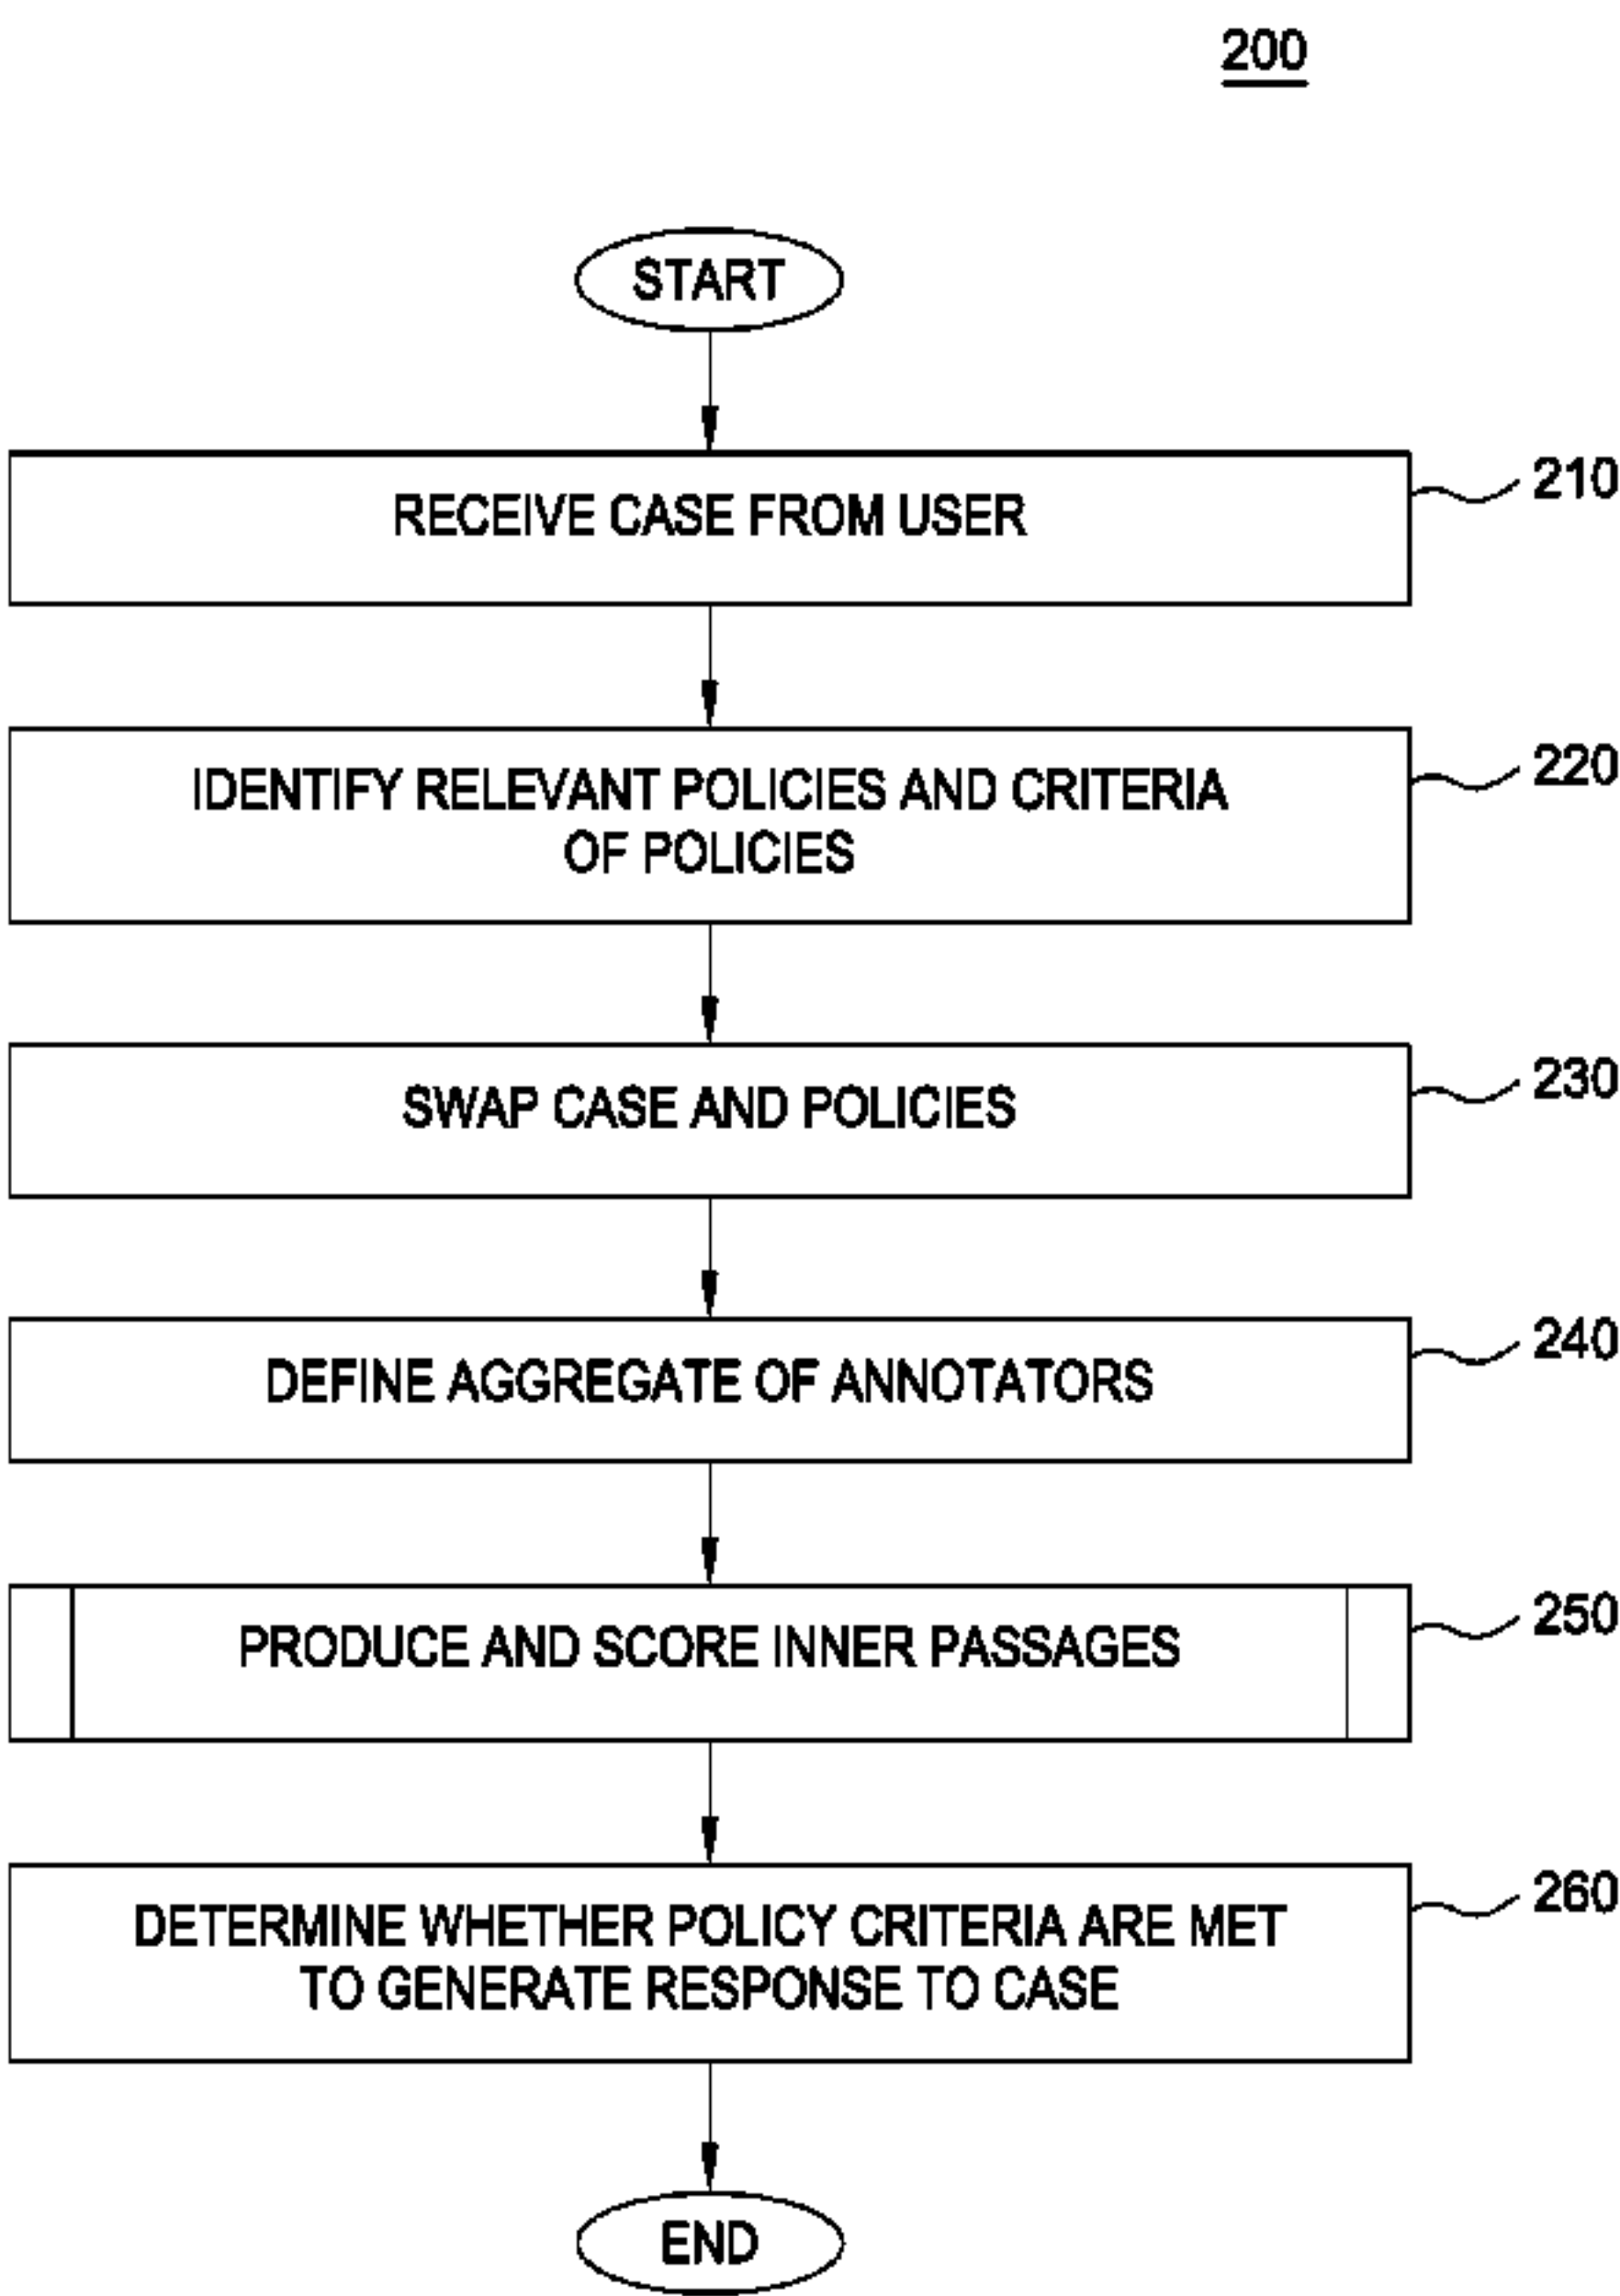 200
START
RECEIVE CASE FROM USER
210
IDENTIFY RELEVANT POLICIES AND CRITERIA
OF POLICIES
220
SWAP CASE AND POLICIES
230
DEFINE AGGREGATE OF ANNOTATORS
240
PRODUCE AND SCORE INNER PASSAGES
250
DETERMINE WHETHER POLICY CRITERIA ARE MET
TO GENERATE RESPONSE TO CASE
260
END